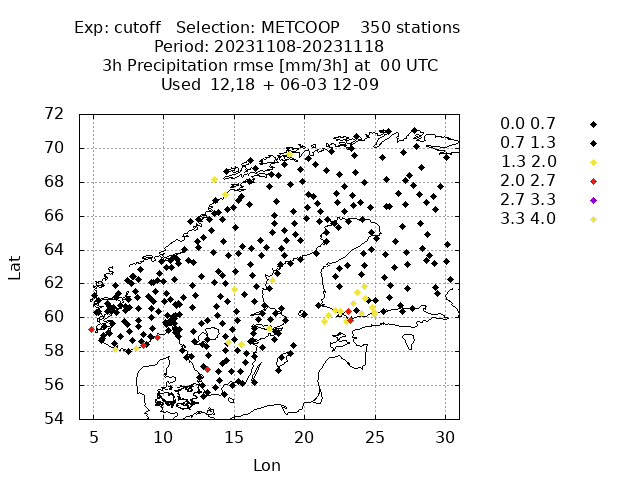 Exp: cutoff Selection: METCOOP 350 stations
Period: 20231108-20231118
3h Precipitation rmse [mm/3h] at 00 UTC
Used 12,18 + 06-03 12-09
72
70
68
66
64
62
60
58
56
54
Lat
5 10 15 20 25 30
Lon
0.0 0.7
0.7 1.3
1.3 2.0
2.0 2.7
2.7 3.3
3.3 4.0